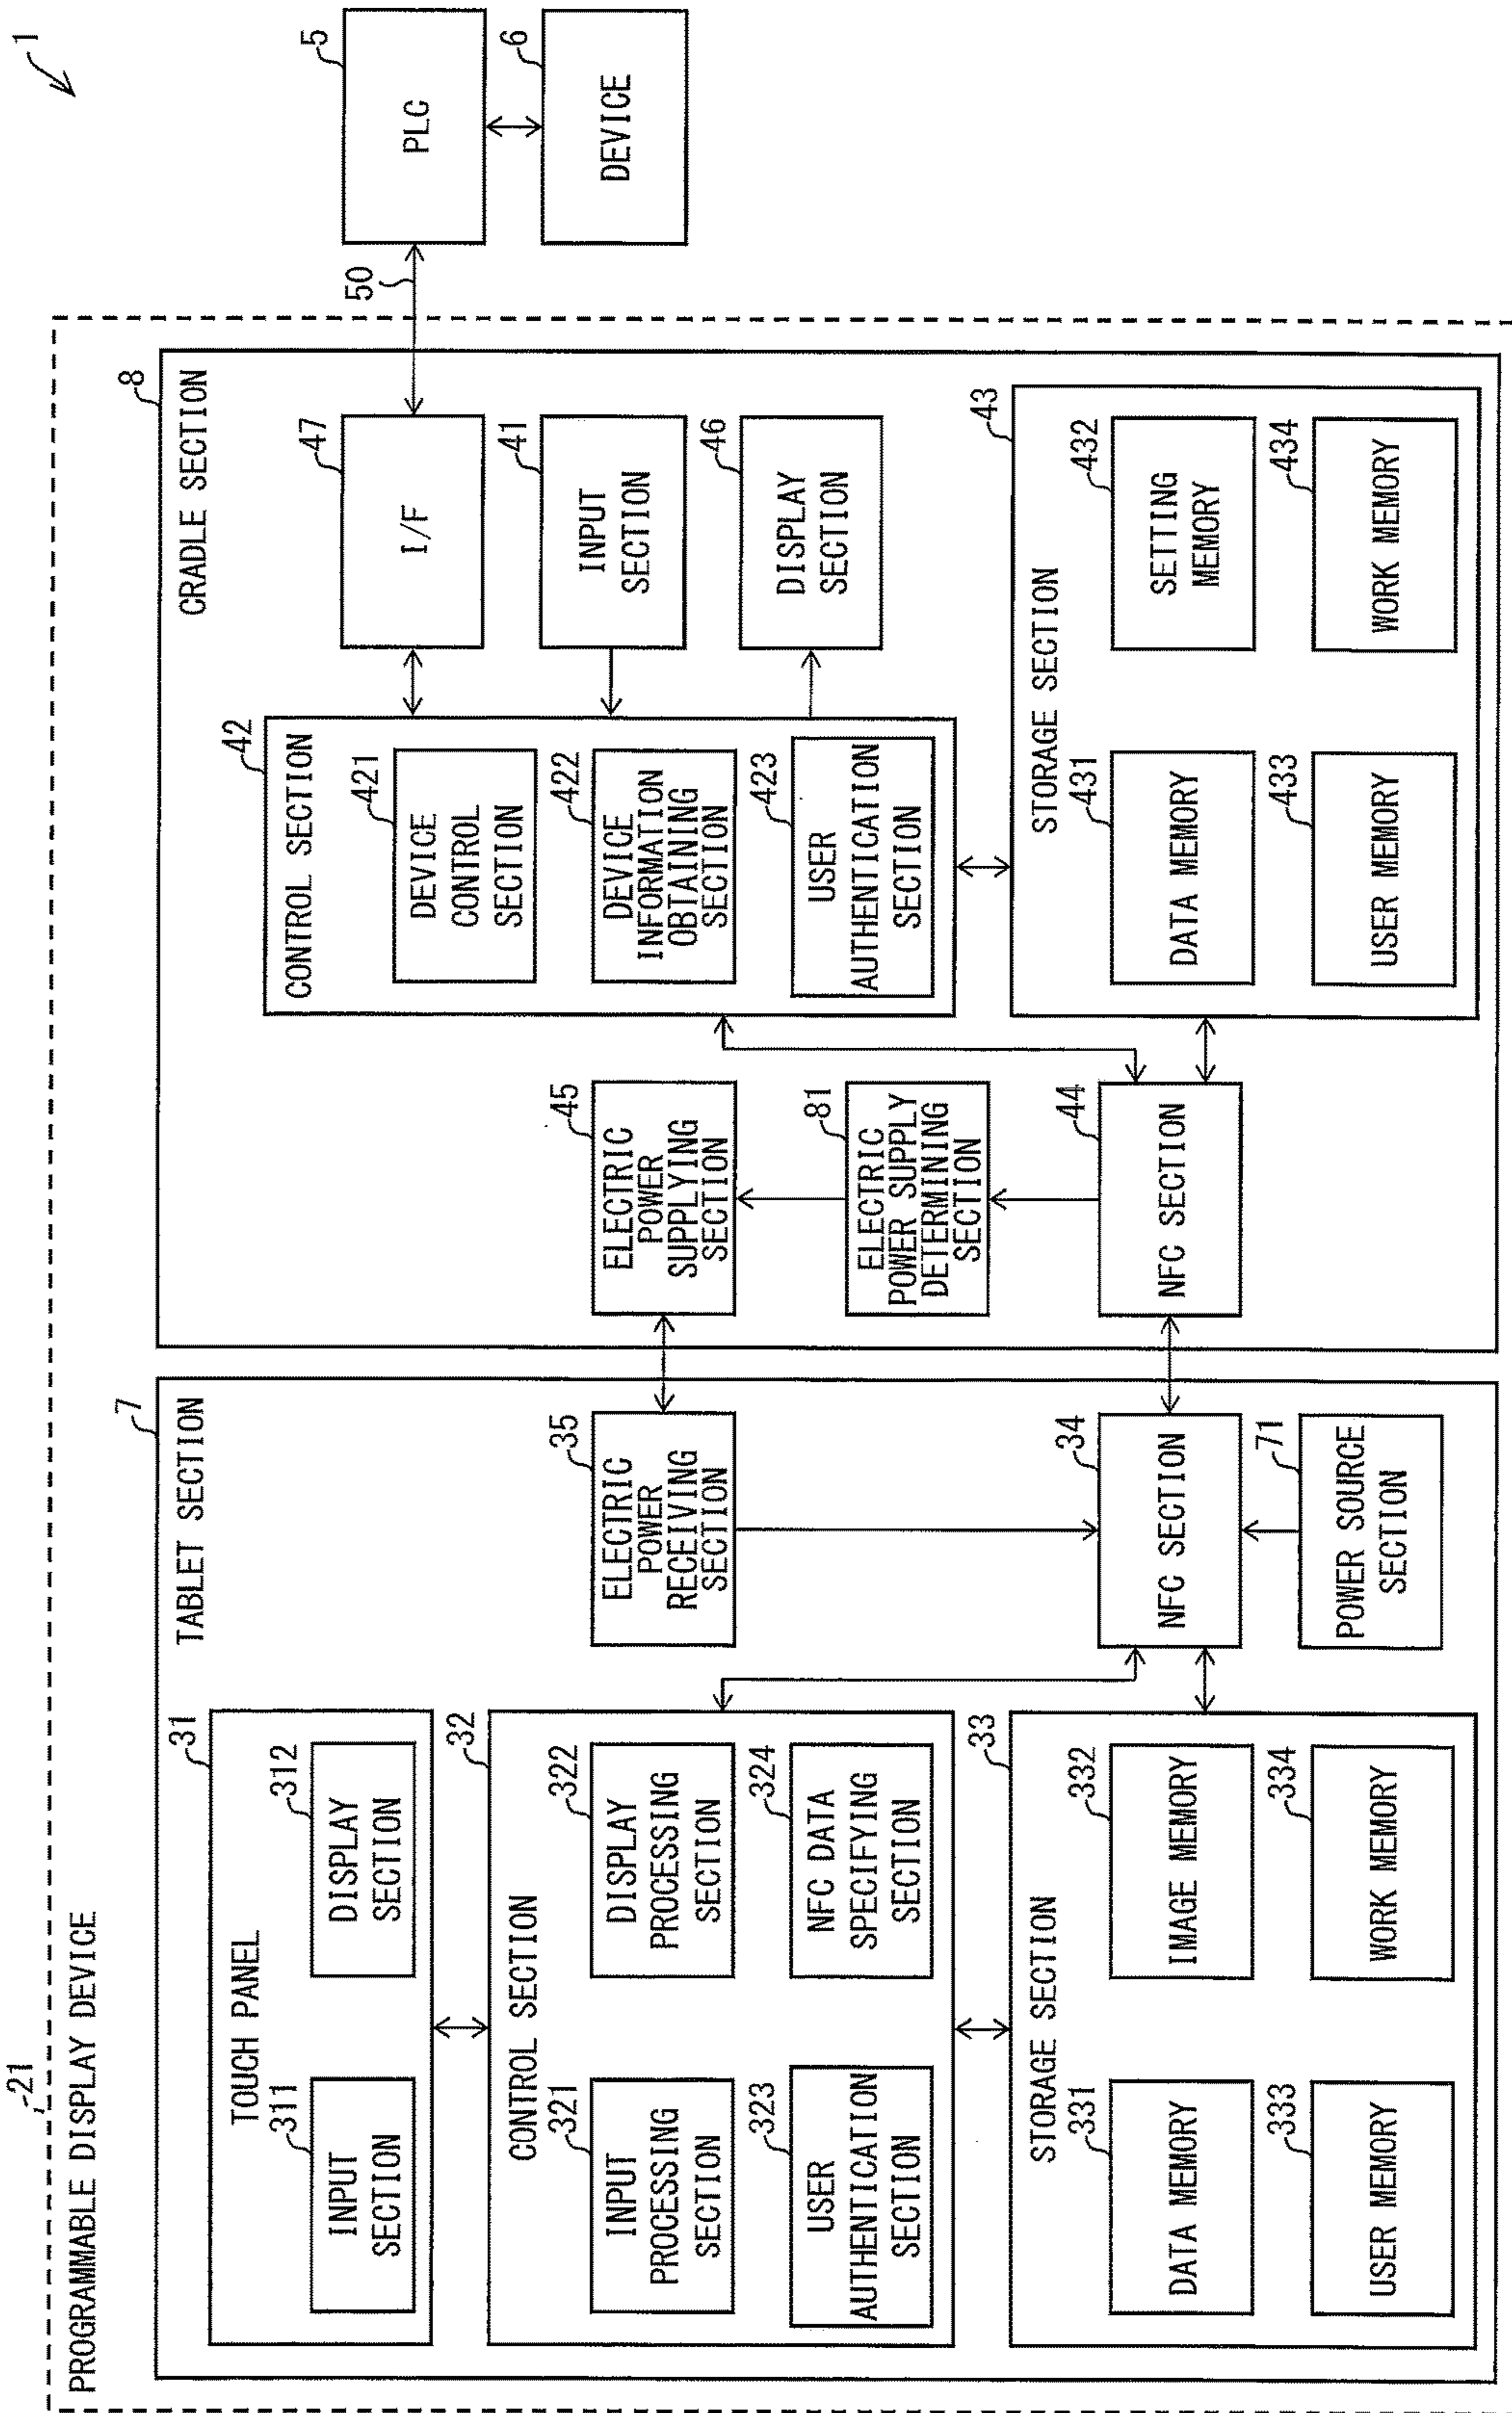 1
21
PROGRAMMABLE DISPLAY DEVICE
7
TABLET SECTION
31
TOUCH PANEL
311
INPUT
SECTION
312
DISPLAY
SECTION
32
CONTROL SECTION
321
INPUT
PROCESSING
SECTION
322
DISPLAY
PROCESSING
SECTION
323
USER
AUTHENTICATION
SECTION
324
NFC DATA
SPECIFYING
SECTION
33
STORAGE SECTION
331
DATA MEMORY
332
IMAGE MEMORY
333
USER MEMORY
334
WORK MEMORY
35
ELECTRIC
POWER
RECEIVING
SECTION
34
NFC SECTION
71
POWER SOURCE
SECTION
8
CRADLE SECTION
45
ELECTRIC
POWER
SUPPLYING
SECTION
81
ELECTRIC
POWER SUPPLY
DETERMINING
SECTION
44
NFC SECTION
42
CONTROL SECTION
421
DEVICE
CONTROL
SECTION
422
DEVICE
INFORMATION
OBTAINING
SECTION
423
USER
AUTHENTICATION
SECTION
47
I/F
41
INPUT
SECTION
46
DISPLAY
SECTION
43
STORAGE SECTION
431
DATA MEMORY
432
SETTING
MEMORY
433
USER MEMORY
434
WORK MEMORY
50
5
PLC
6
DEVICE